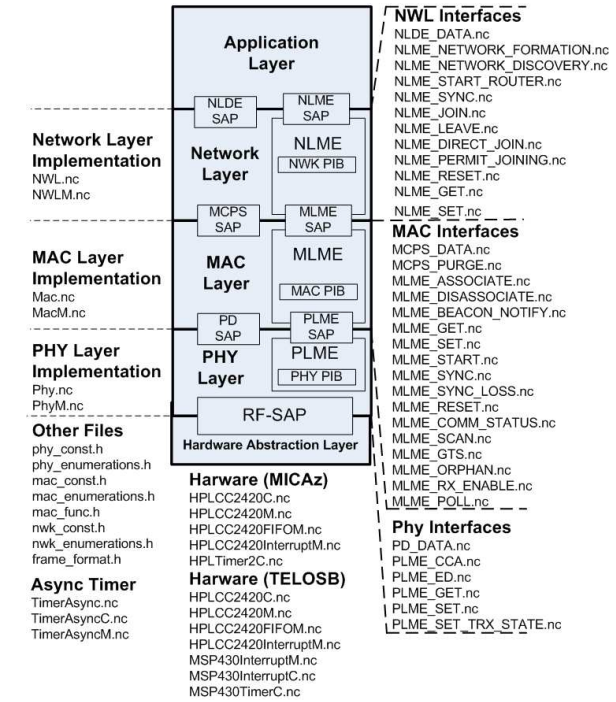 Application
Layer
NLDE
SAP
NLME
SAP
Network
Layer
NLME
NWK PIB
MCPS
SAP
MLME
SAP
MAC
Layer
MLME
MAC PIB
PD
SAP
PLME
SAP
PHY
Layer
PLME
PHY PIB
RF-SAP
Hardware Abstraction Layer
Network Layer
Implementation
NWL.nc
NWLM.nc
MAC Layer
Implementation
Mac.nc
MacM.nc
PHY Layer
Implementation
Phy.nc
PhyM.nc
Other Files
phy_const.h
phy_enumerations.h
mac_const.h
mac_enumerations.h
mac_func.h
nwk_const.h
nwk_enumerations.h
frame_format.h
Async Timer
TimerAsync.nc
TimerAsyncC.nc
TimerAsyncM.nc
Harware (MICAz)
HPLCC2420C.nc
HPLCC2420M.nc
HPLCC2420FIFOM.nc
HPLCC2420InterruptM.nc
HPLTimer2C.nc
Harware (TELOSB)
HPLCC2420C.nc
HPLCC2420M.nc
HPLCC2420FIFOM.nc
HPLCC2420InterruptM.nc
MSP430InterruptM.nc
MSP430InterruptC.nc
MSP430TimerC.nc
NWL Interfaces
NLDE_DATA.nc
NLME_NETWORK_FORMATION.nc
NLME_NETWORK_DISCOVERY.nc
NLME_START_ROUTER.nc
NLME_SYNC.nc
NLME_JOIN.nc
NLME_LEAVE.nc
NLME_DIRECT_JOIN.nc
NLME_PERMIT_JOINING.nc
NLME_RESET.nc
NLME_GET.nc
NLME_SET.nc
MAC Interfaces
MCPS_DATA.nc
MCPS_PURGE.nc
MLME_ASSOCIATE.nc
MLME_DISASSOCIATE.nc
MLME_BEACON_NOTIFY.nc
MLME_GET.nc
MLME_SET.nc
MLME_START.nc
MLME_SYNC.nc
MLME_SYNC_LOSS.nc
MLME_RESET.nc
MLME_COMM_STATUS.nc
MLME_SCAN.nc
MLME_GTS.nc
MLME_ORPHAN.nc
MLME_RX_ENABLE.nc
MLME_POLL.nc
Phy Interfaces
PD_DATA.nc
PLME_CCA.nc
PLME_ED.nc
PLME_GET.nc
PLME_SET.nc
PLME_SET_TRX_STATE.nc